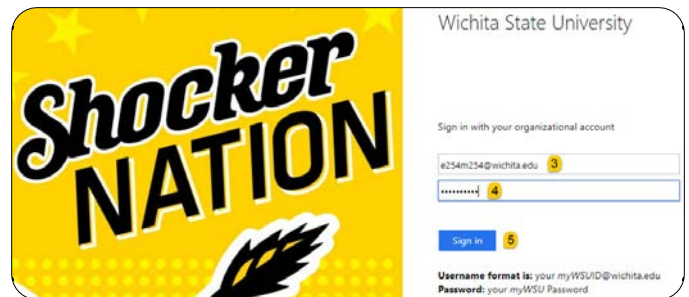 Shocker
NATION
Wichita State University
Sign in with your organizational account
e254m254@wichita.edu 3
•••••••••• 4
Sign in 5
Username format is: your myWSUID@wichita.edu
Password: your myWSU Password